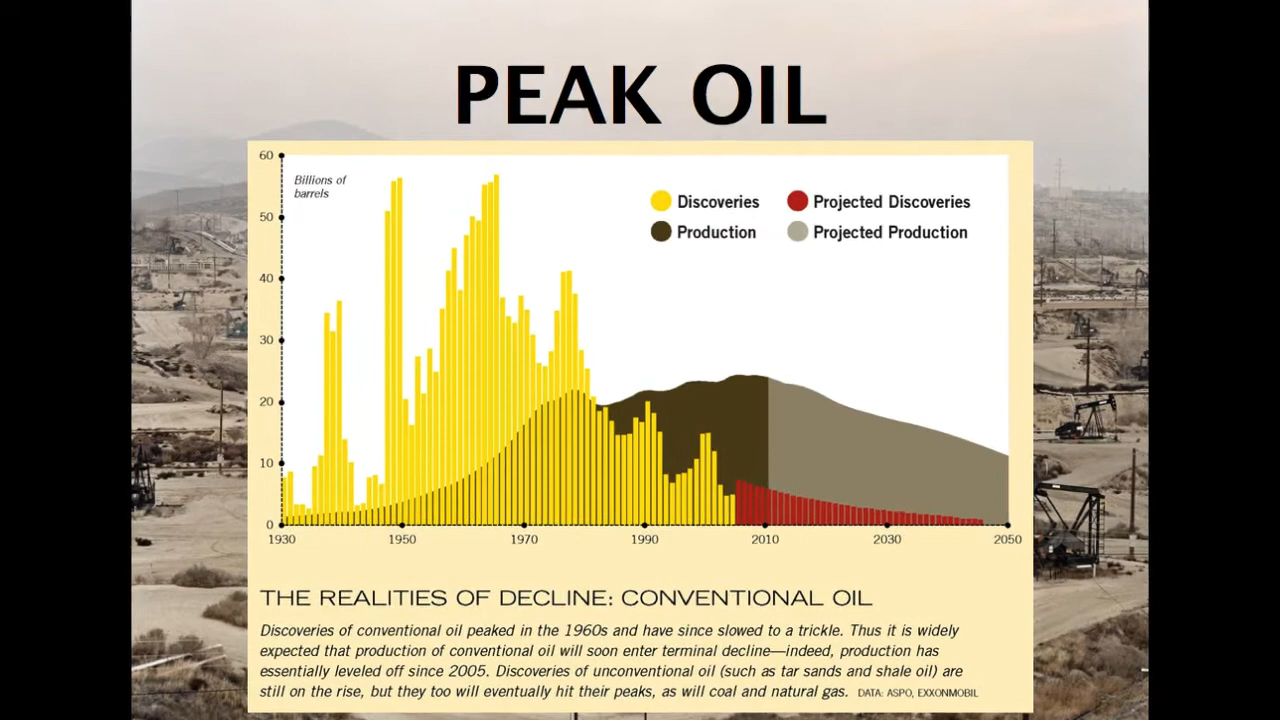 PEAK OIL
60
Billions of
barrels
Discoveries
Projected Discoveries
Production
Projected Production
50
40
30
20
10
0
1930 1950 1970 1990 2010 2030 2050
THE REALITIES OF DECLINE: CONVENTIONAL OIL
Discoveries of conventional oil peaked in the 1960s and have since slowed to a trickle. Thus it is widely
expected that production of conventional oil will soon enter terminal decline—indeed, production has
essentially leveled off since 2005. Discoveries of unconventional oil (such as tar sands and shale oil) are
still on the rise, but they too will eventually hit their peaks, as will coal and natural gas. DATA: ASPO, EXXONMOBIL